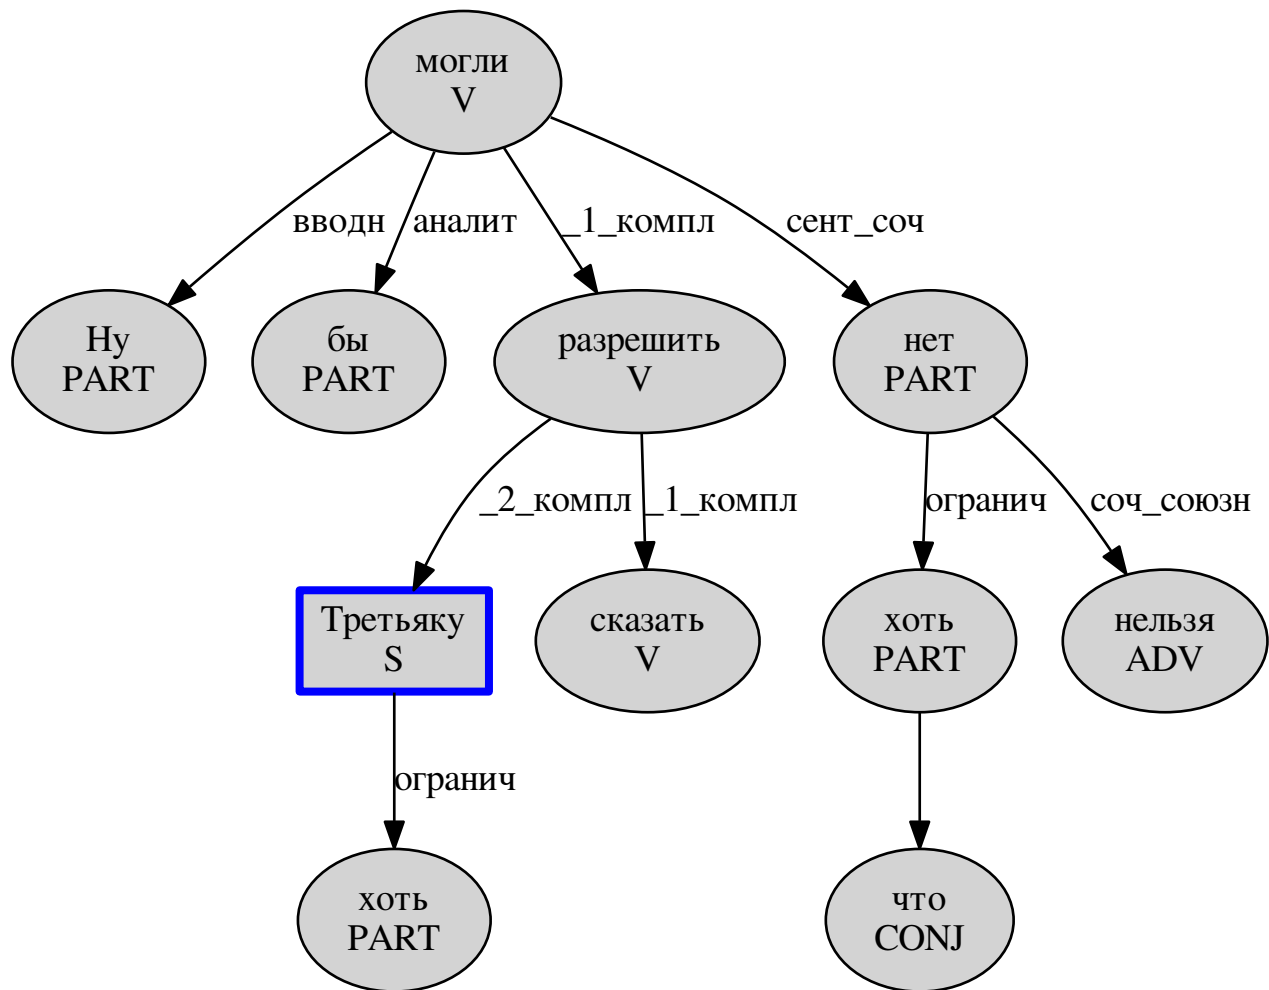 могли
V
вводн
аналит
_1_компл
сент_соч
Ну
PART
бы
PART
разрешить
V
нет
PART
_2_компл
_1_компл
огранич
соч_союзн
Третьяку
S
сказать
V
хоть
PART
нельзя
ADV
огранич
хоть
PART
что
CONJ